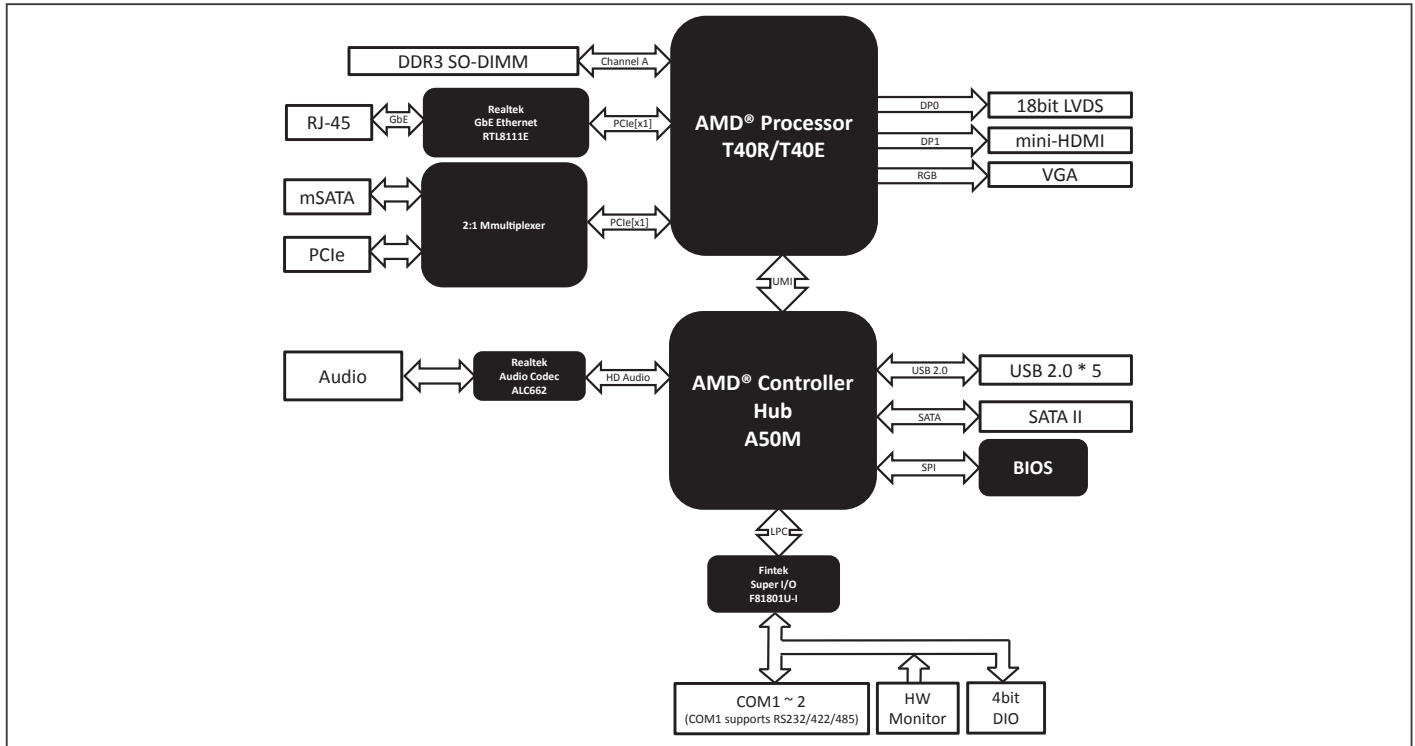 DDR3 SO-DIMM
Channel A
RJ-45
GbE
Realtek
GbE Ethernet
RTL8111E
PCIe[x1]
mSATA
PCIe
2:1 Mmultiplexer
PCIe[x1]
AMD® Processor
T40R/T40E
DP0
18bit LVDS
DP1
mini-HDMI
RGB
VGA
UMI
Audio
Realtek
Audio Codec
ALC662
HD Audio
AMD® Controller
Hub
A50M
USB 2.0
USB 2.0 * 5
SATA
SATA II
SPI
BIOS
LPC
Fintek
Super I/O
F81801U-I
COM1 ~ 2
(COM1 supports RS232/422/485)
HW
Monitor
4bit
DIO